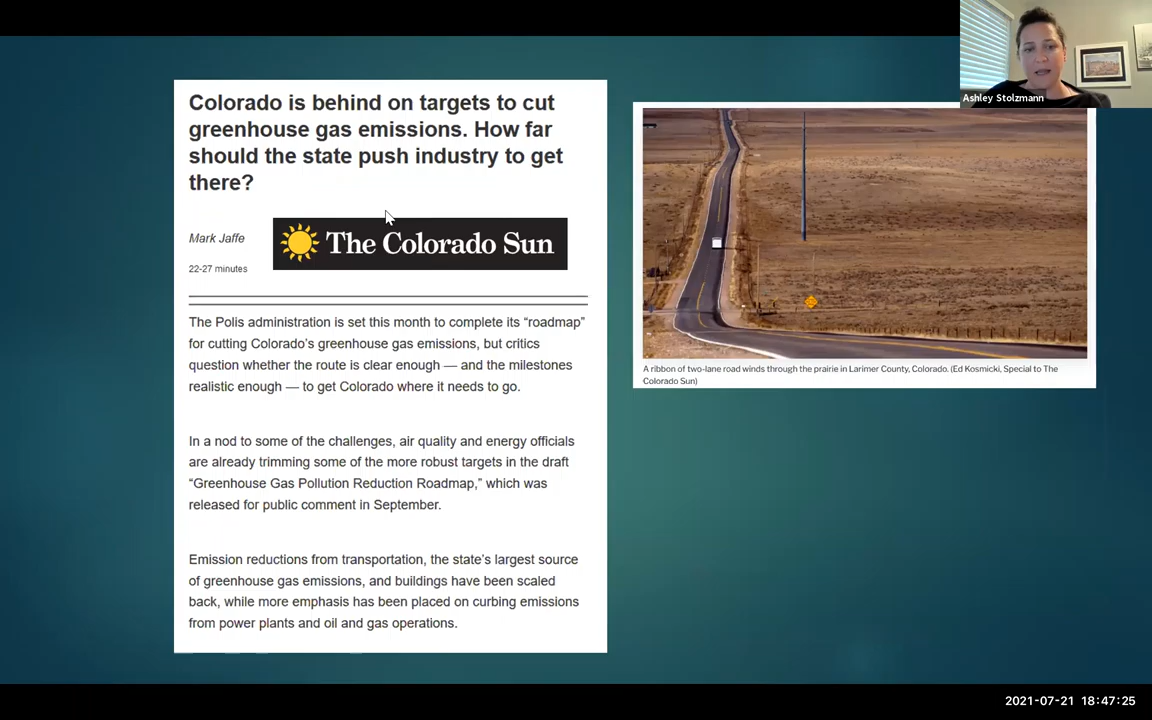 Ashley Stolzmann
Colorado is behind on targets to cut
greenhouse gas emissions. How far
should the state push industry to get
there?
Mark Jaffe
The Colorado Sun
22-27 minutes
The Polis administration is set this month to complete its “roadmap”
for cutting Colorado’s greenhouse gas emissions, but critics
question whether the route is clear enough — and the milestones
realistic enough — to get Colorado where it needs to go.
In a nod to some of the challenges, air quality and energy officials
are already trimming some of the more robust targets in the draft
“Greenhouse Gas Pollution Reduction Roadmap,” which was
released for public comment in September.
Emission reductions from transportation, the state’s largest source
of greenhouse gas emissions, and buildings have been scaled
back, while more emphasis has been placed on curbing emissions
from power plants and oil and gas operations.
A ribbon of two-lane road winds through the prairie in Larimer County, Colorado. (Ed Kosmicki, Special to The
Colorado Sun)
2021-07-21 18:47:25